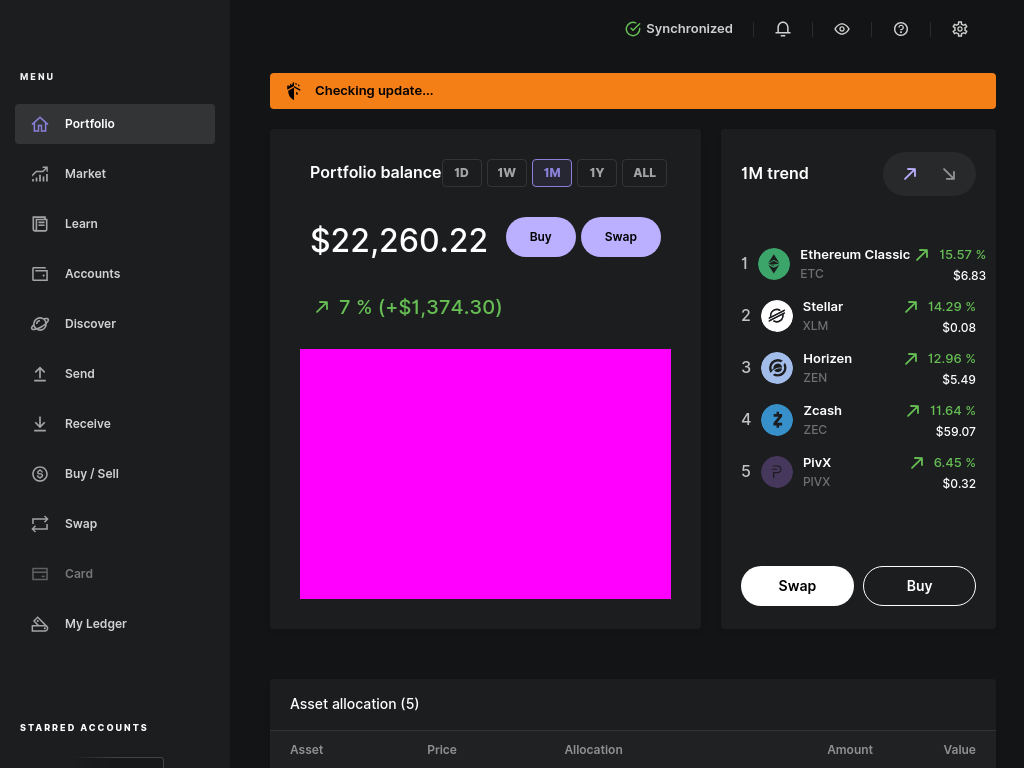 Synchronized
MENU
Portfolio
Market
Learn
Accounts
Discover
Send
Receive
Buy / Sell
Swap
Card
My Ledger
STARRED ACCOUNTS
Checking update...
Portfolio balance
1D
1W
1M
1Y
ALL
$22,260.22
Buy
Swap
7 % (+$1,374.30)
1M trend
1 Ethereum Classic 15.57 %
ETC $6.83
2 Stellar 14.29 %
XLM $0.08
3 Horizen 12.96 %
ZEN $5.49
4 Zcash 11.64 %
ZEC $59.07
5 PivX 6.45 %
PIVX $0.32
Swap
Buy
Asset allocation (5)
Asset Price Allocation Amount Value